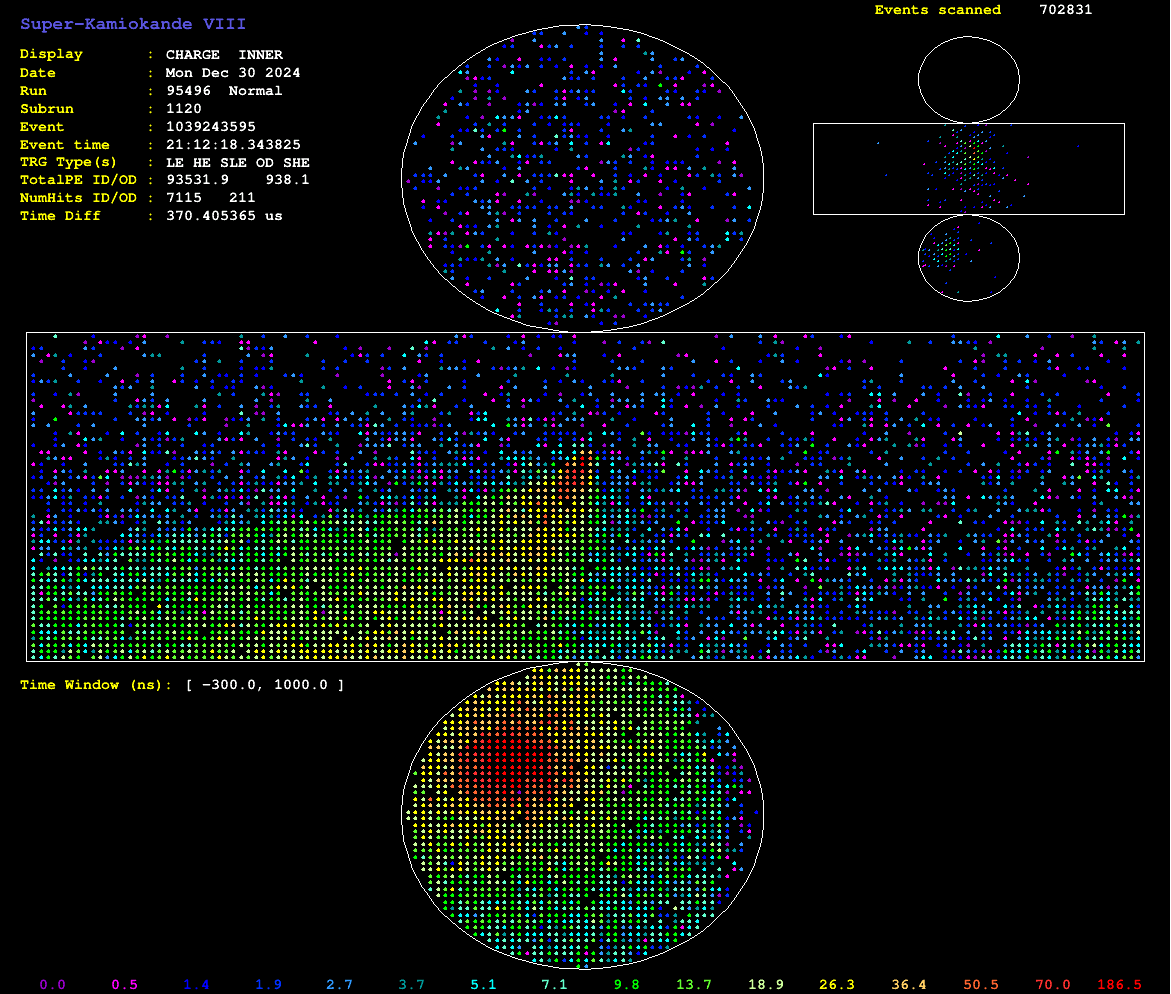 Super-Kamiokande VIII
Events scanned 702831
Display : CHARGE INNER
Date : Mon Dec 30 2024
Run : 95496 Normal
Subrun : 1120
Event : 1039243595
Event time : 21:12:18.343825
TRG Type(s) : LE HE SLE OD SHE
TotalPE ID/OD : 93531.9 938.1
NumHits ID/OD : 7115 211
Time Diff : 370.405365 us
Time Window (ns): [ −300.0, 1000.0 ]
0.0 0.5 1.4 1.9 2.7 3.7 5.1 7.1 9.8 13.7 18.9 26.3 36.4 50.5 70.0 186.5